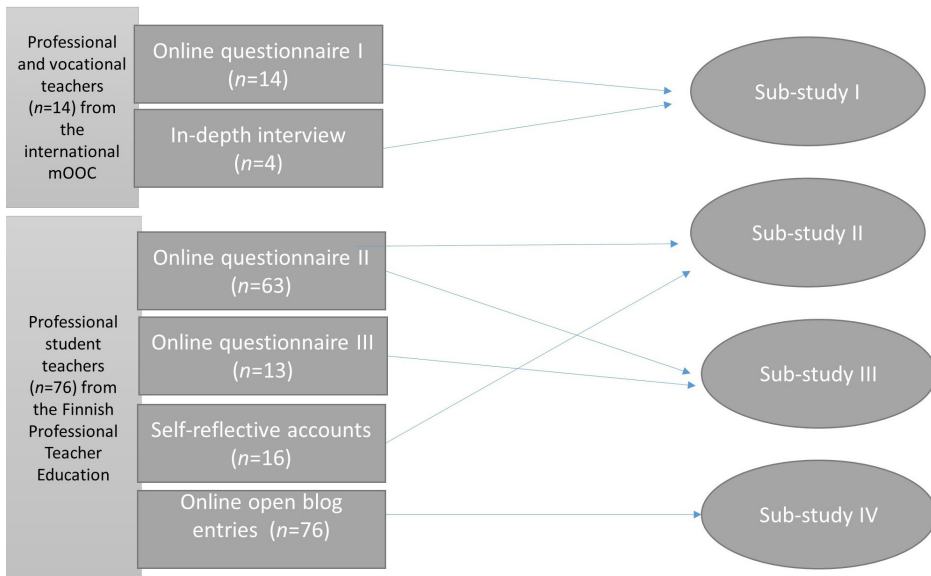 Professional
and vocational
teachers
(n=14) from
the
international
mOOC
Online questionnaire I
(n=14)
In-depth interview
(n=4)
Sub-study I
Professional
student
teachers
(n=76) from
the Finnish
Professional
Teacher
Education
Online questionnaire II
(n=63)
Online questionnaire III
(n=13)
Self-reflective accounts
(n=16)
Online open blog
entries (n=76)
Sub-study II
Sub-study III
Sub-study IV